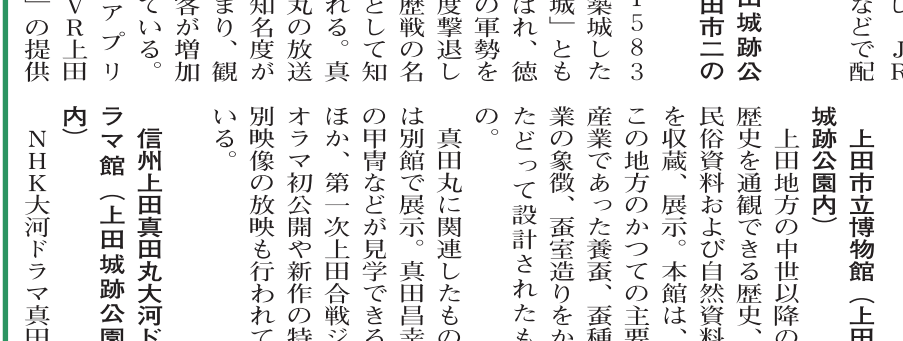 ＪＲ
などで配
田城跡公
田市二の
１５８３
築城した
城」とも
ばれ、徳
の軍勢を
度撃退し
歴戦の名
として知
れる。真
丸の放送
知名度が
まり、観
客が増加
ている。
アプリ
ＶＲ上田
」の提供
上田市立博物館（上田
城跡公園内）
上田地方の中世以降の
歴史を通観できる歴史、
民俗資料および自然資料
を収蔵、展示。本館は、
この地方のかつての主要
産業であった養蚕、蚕種
業の象徴、蚕室造りをか
たどって設計されたも
の。
真田丸に関連したもの
は別館で展示。真田昌幸
の甲冑などが見学できる
ほか、第一次上田合戦ジ
オラマ初公開や新作の特
別映像の放映も行われて
いる。
信州上田真田丸大河ド
ラマ館（上田城跡公園
内）
ＮＨＫ大河ドラマ真田